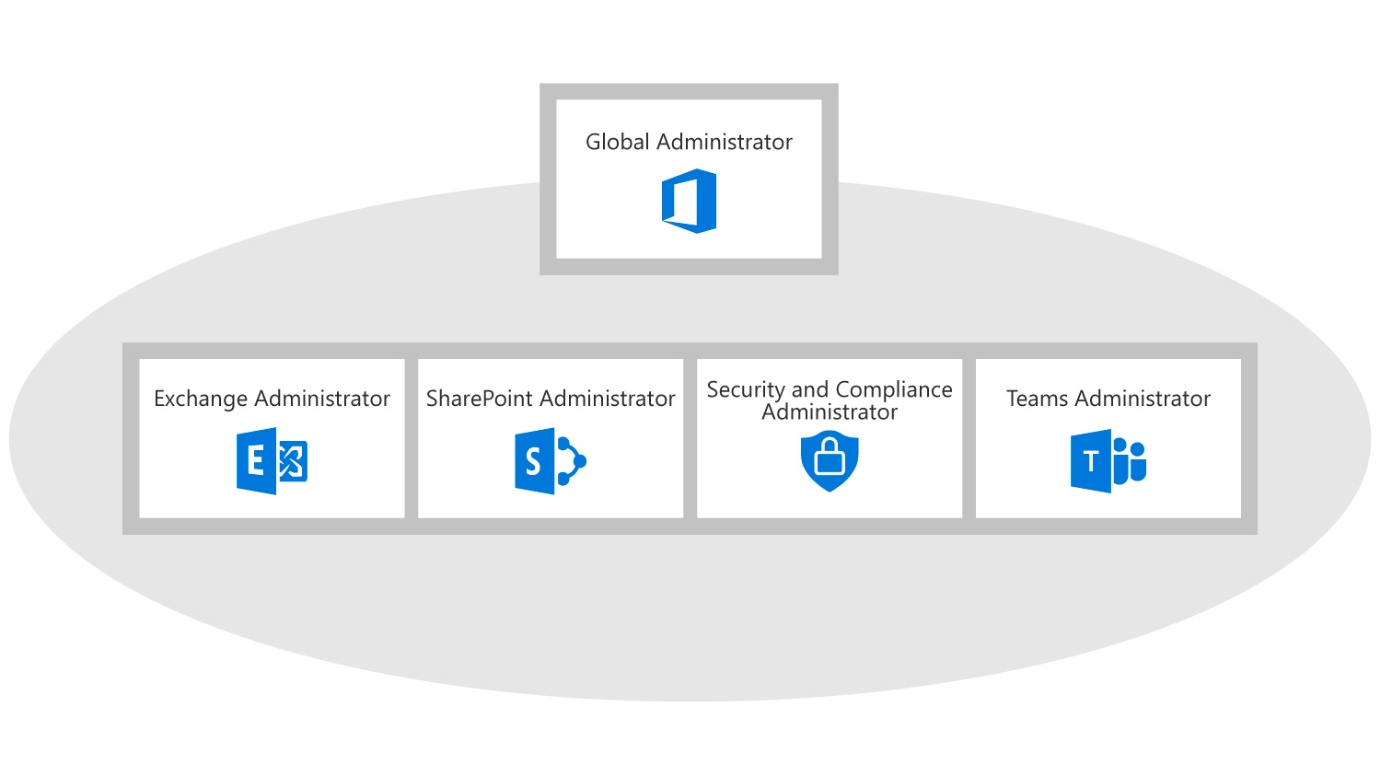 Global Administrator
Exchange Administrator
SharePoint Administrator
Security and Compliance
Administrator
Teams Administrator
E
S
T